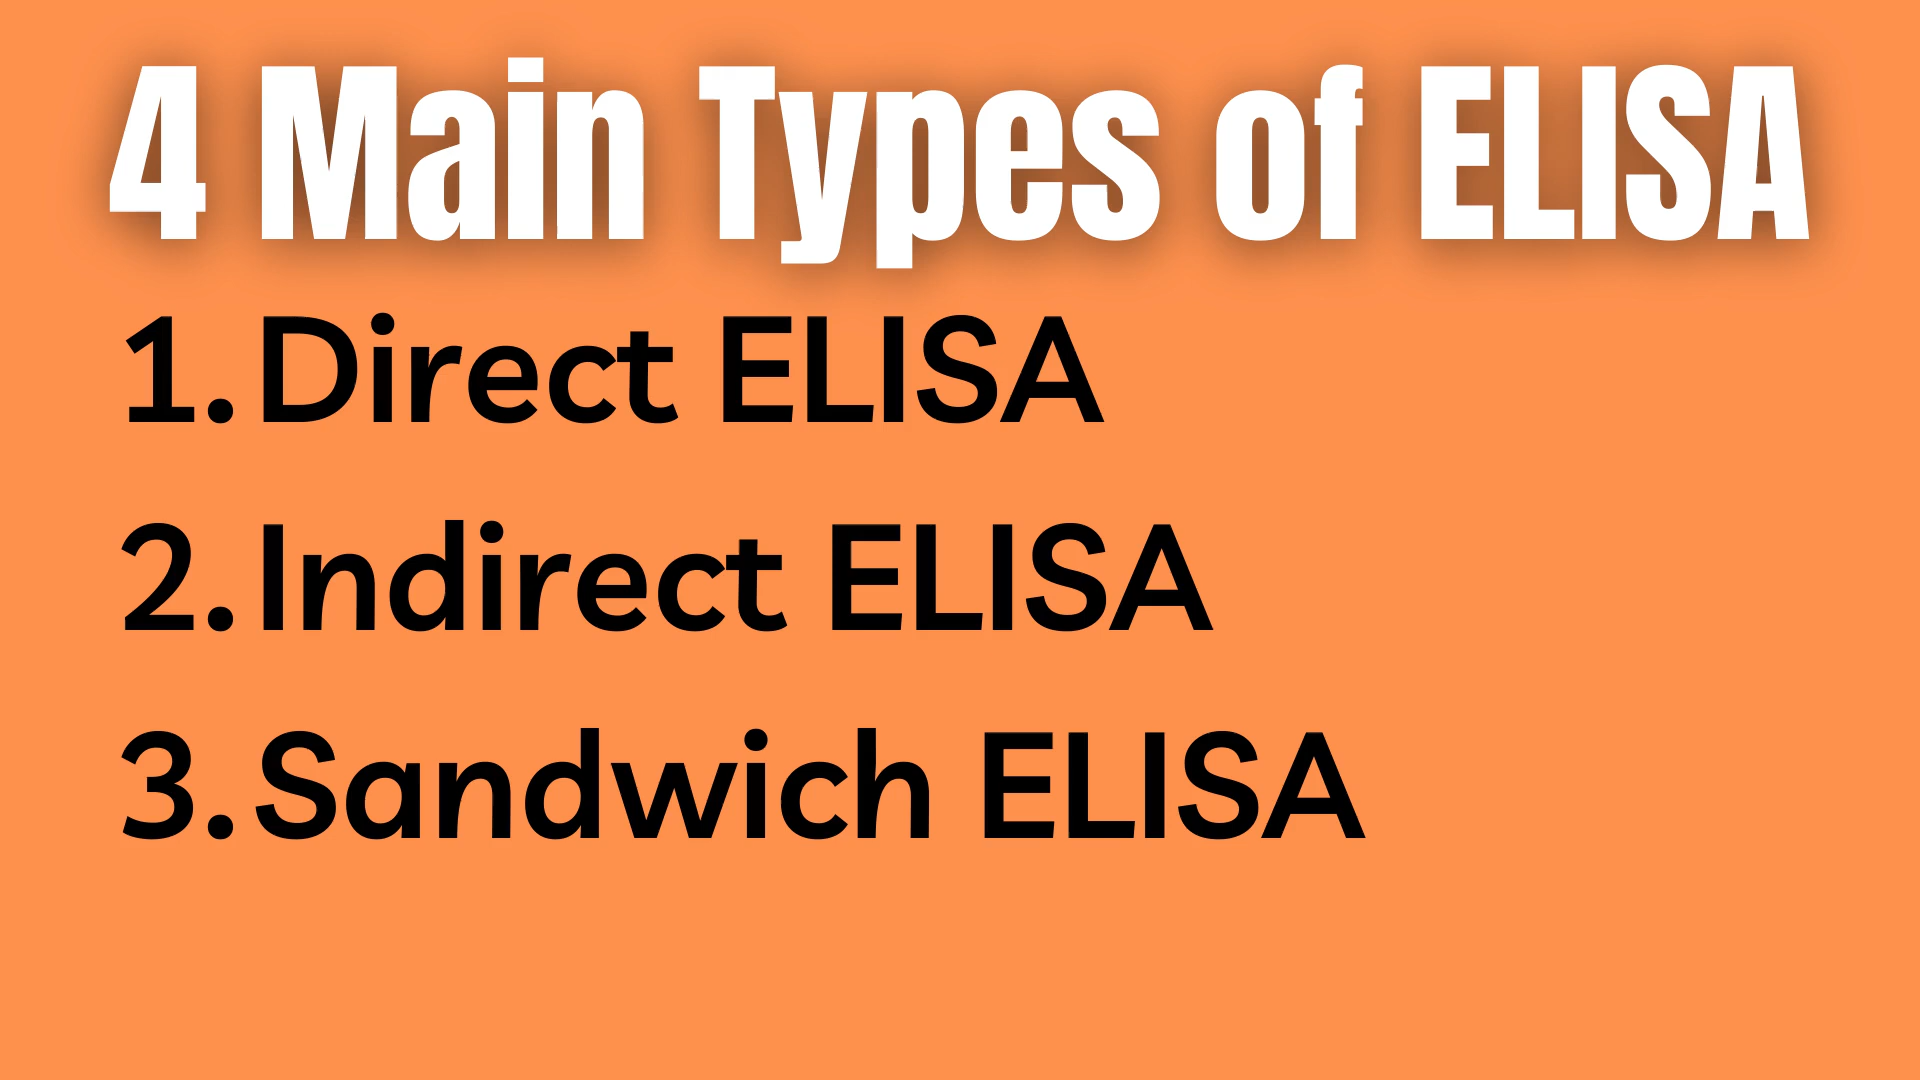 4 Main Types of ELISA
1. Direct ELISA
2. Indirect ELISA
3. Sandwich ELISA